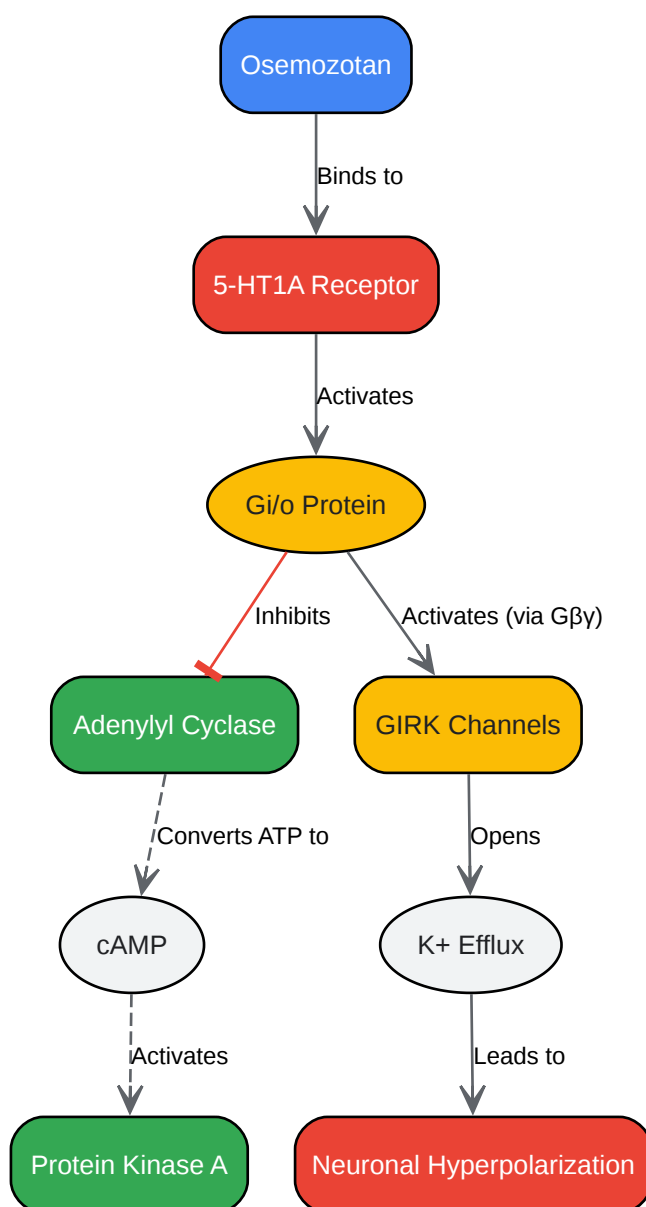 Osemozotan
Binds to
5-HT1A Receptor
Activates
Gi/o Protein
Inhibits
Activates (via Gβγ)
Adenylyl Cyclase
GIRK Channels
Converts ATP to
Opens
cAMP
K+ Efflux
Activates
Leads to
Protein Kinase A
Neuronal Hyperpolarization